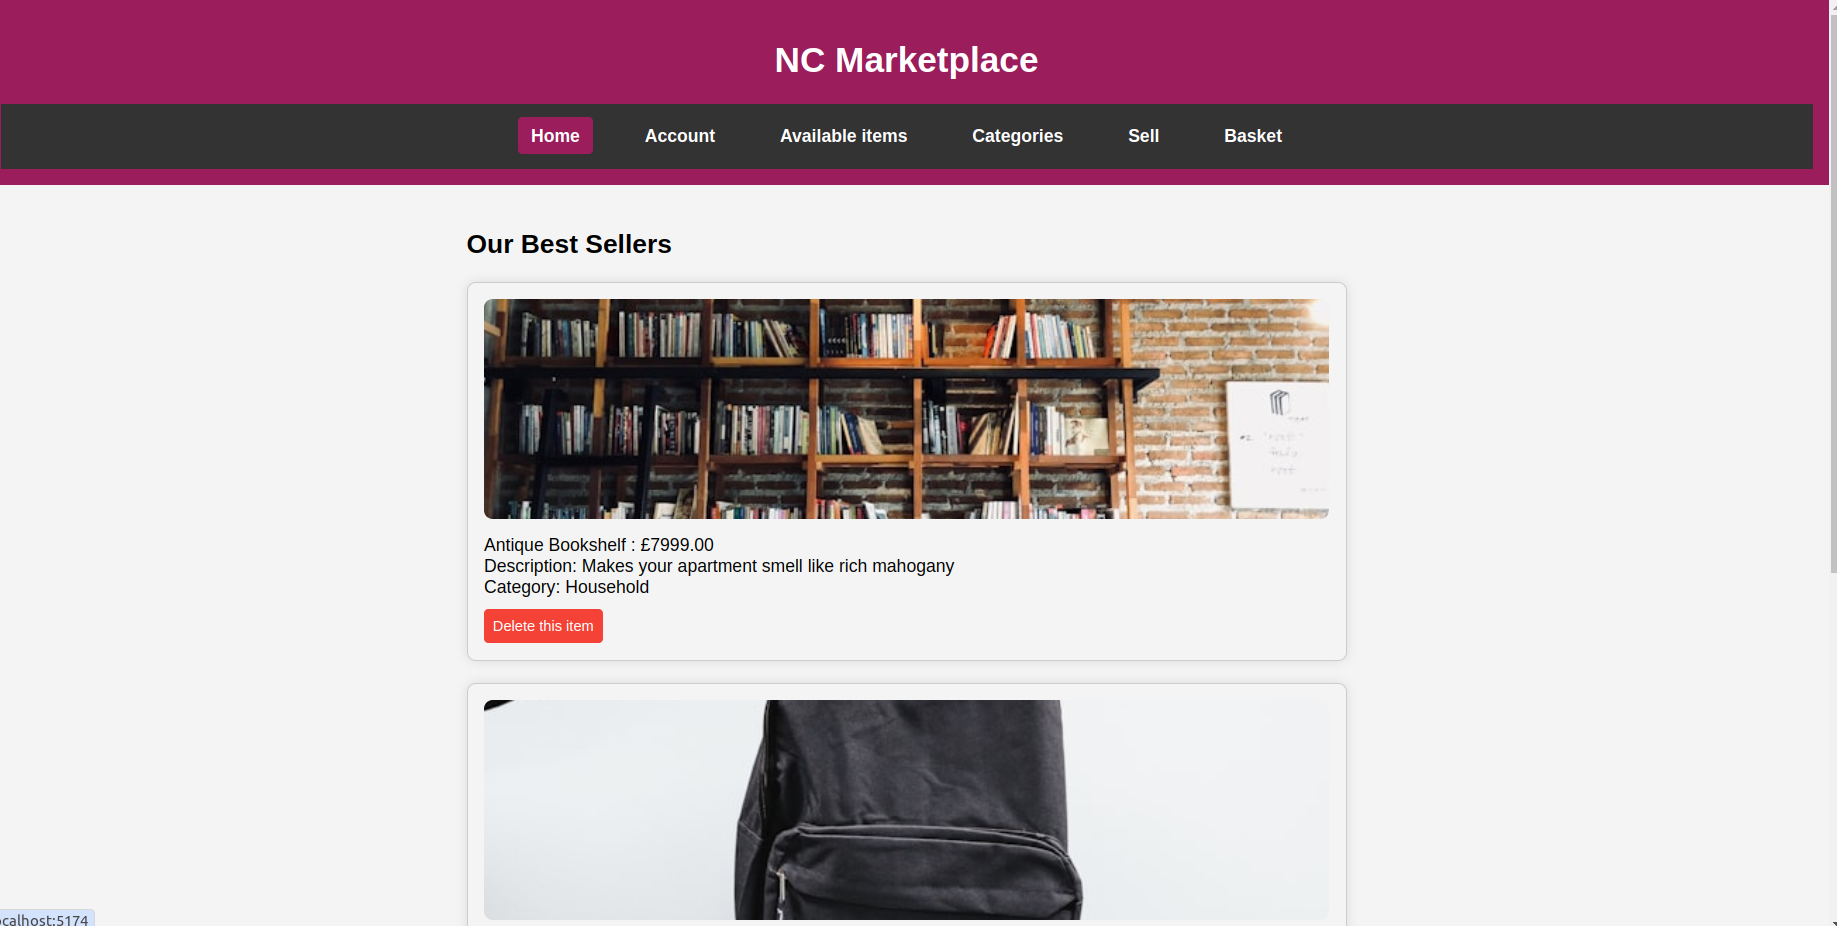 NC Marketplace
Home Account Available items Categories Sell Basket
Our Best Sellers
Antique Bookshelf : £7999.00
Description: Makes your apartment smell like rich mahogany
Category: Household
Delete this item
ocalhost:5174